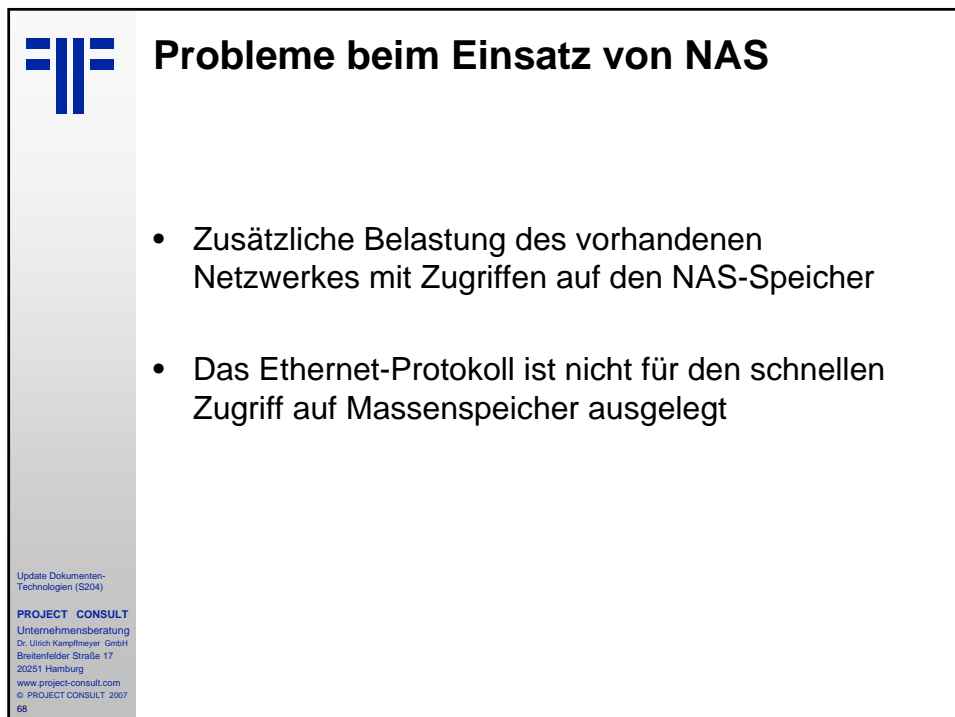 Probleme beim Einsatz von NAS
• Zusätzliche Belastung des vorhandenen
Netzwerkes mit Zugriffen auf den NAS-Speicher
• Das Ethernet-Protokoll ist nicht für den schnellen
Zugriff auf Massenspeicher ausgelegt
Update Dokumenten-
Technologien (S204)
PROJECT CONSULT
Unternehmensberatung
Dr. Ulrich Kampffmeyer GmbH
Breitenfelder Straße 17
20251 Hamburg
www.project-consult.com
© PROJECT CONSULT 2007
68